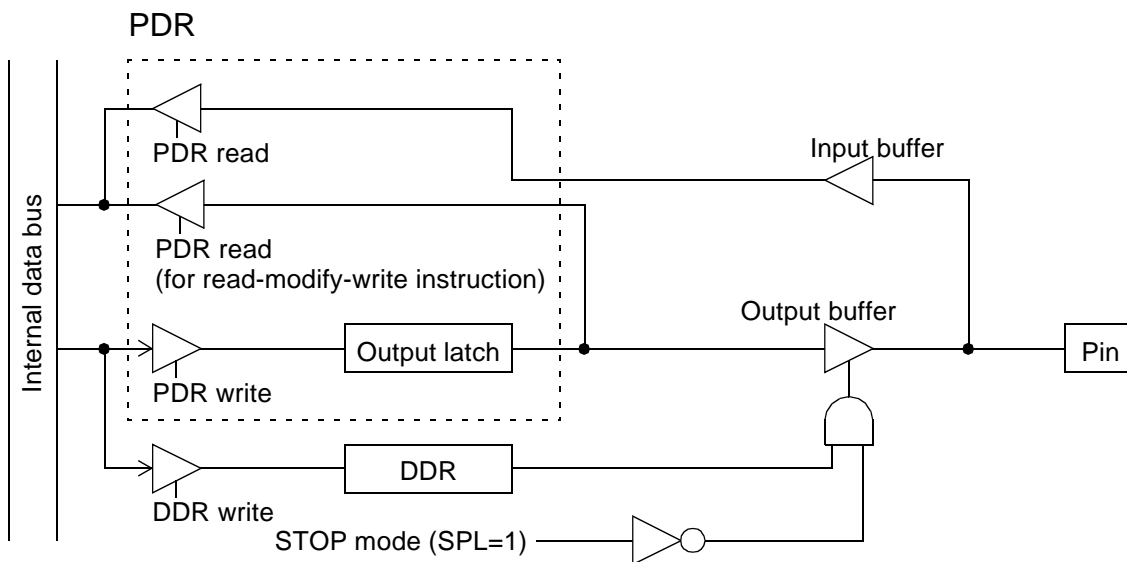 PDR
PDR read
Input buffer
Internal data bus
PDR read
(for read-modify-write instruction)
Output buffer
Output latch
Pin
PDR write
DDR
DDR write
STOP mode (SPL=1)